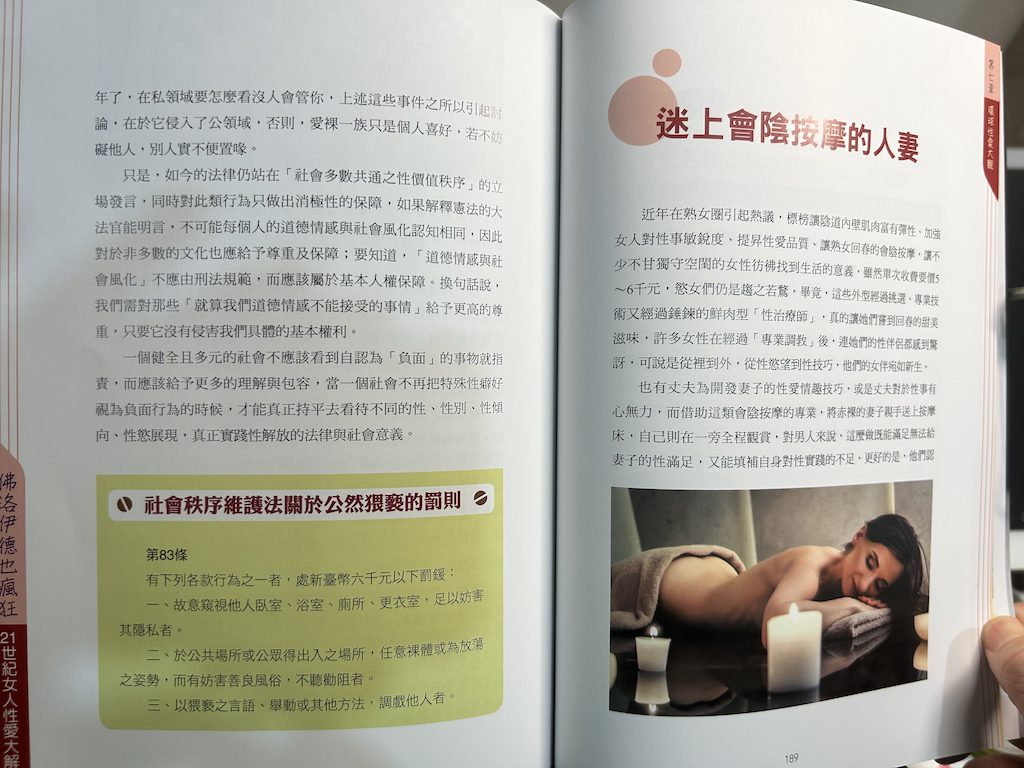 年了，在私領域要怎麼看沒人會管你，上述這些事件之所以引起討
論，在於它侵入了公領域，否則，愛裸一族只是個人喜好，若不妨
礙他人，別人實不便置喙。
只是，如今的法律仍站在「社會多數共通之性價值秩序」的立
場發言，同時對此類行為只做出消極性的保障，如果解釋憲法的大
法官能明言，不可能每個人的道德情感與社會風化認知相同，因此
對於非多數的文化也應給予尊重及保障；要知道，「道德情感與社
會風化」不應由刑法規範，而應該屬於基本人權保障。換句話說，
我們需對那些「就算我們道德情感不能接受的事情」給予更高的尊
重，只要它沒有侵害我們具體的基本權利。
一個健全且多元的社會不應該看到自認為「負面」的事物就指
責，而應該給予更多的理解與包容，當一個社會不再把特殊性癖好
視為負面行為的時候，才能真正持平去看待不同的性、性別、性傾
向、性慾展現，真正實踐性解放的法律與社會意義。
社會秩序維護法關於公然猥褻的罰則
第83條
有下列各款行為之一者，處新臺幣六千元以下罰鍰：
一、故意窺視他人臥室、浴室、廁所、更衣室，足以妨害
其隱私者。
二、於公共場所或公眾得出入之場所，任意裸體或為放蕩
之姿勢，而有妨害善良風俗，不聽勸阻者。
三、以猥褻之言語、舉動或其他方法，調戲他人者。
佛洛伊德也瘋狂
21世紀女人性愛大解
第七章 環球性愛大觀
迷上會陰按摩的人妻
近年在熟女圈引起熱議，標榜讓陰道內壁肌肉富有彈性、加強
女人對性事敏銳度、提昇性愛品質、讓熟女回春的會陰按摩，讓不
少不甘獨守空閨的女性彷彿找到生活的意義，雖然單次收費要價5
～6千元，慾女們仍是趨之若鶩，畢竟，這些外型經過挑選、專業技
術又經過錘鍊的鮮肉型「性治療師」，真的讓她們嘗到回春的甜美
滋味，許多女性在經過「專業調教」後，連她們的性伴侶都感到驚
訝，可說是從裡到外，從性慾望到性技巧，他們的女伴宛如新生。
也有丈夫為開發妻子的性愛情趣技巧，或是丈夫對於性事有
心無力，而借助這類會陰按摩的專業，將赤裸的妻子親手送上按摩
床，自己則在一旁全程觀賞，對男人來說，這麼做既能滿足無法給
妻子的性滿足，又能填補自身對性實踐的不足，更好的是，他們認
189